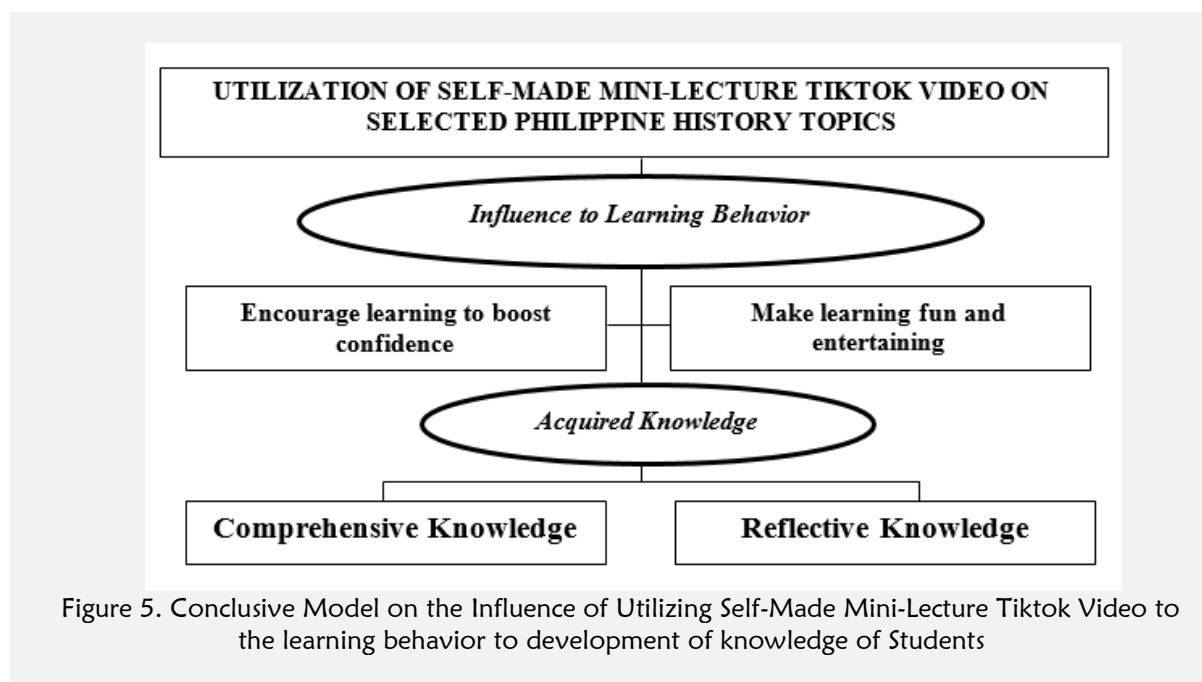 UTILIZATION OF SELF-MADE MINI-LECTURE TIKTOK VIDEO ON
SELECTED PHILIPPINE HISTORY TOPICS
Influence to Learning Behavior
Encourage learning to boost
confidence
Make learning fun and
entertaining
Acquired Knowledge
Comprehensive Knowledge
Reflective Knowledge
Figure 5. Conclusive Model on the Influence of Utilizing Self-Made Mini-Lecture Tiktok Video to
the learning behavior to development of knowledge of Students